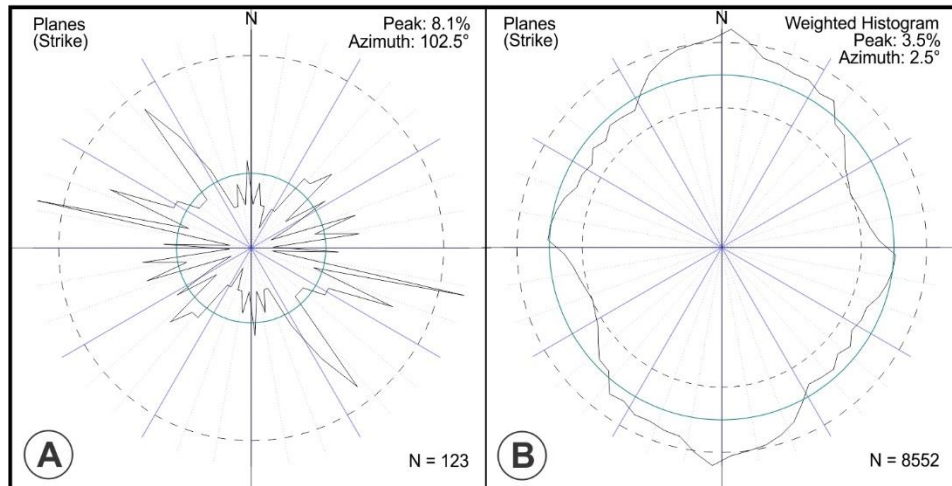 Planes
(Strike)
N
Peak: 8.1%
Azimuth: 102.5°
A
N = 123
Planes
(Strike)
N
Weighted Histogram
Peak: 3.5%
Azimuth: 2.5°
B
N = 8552